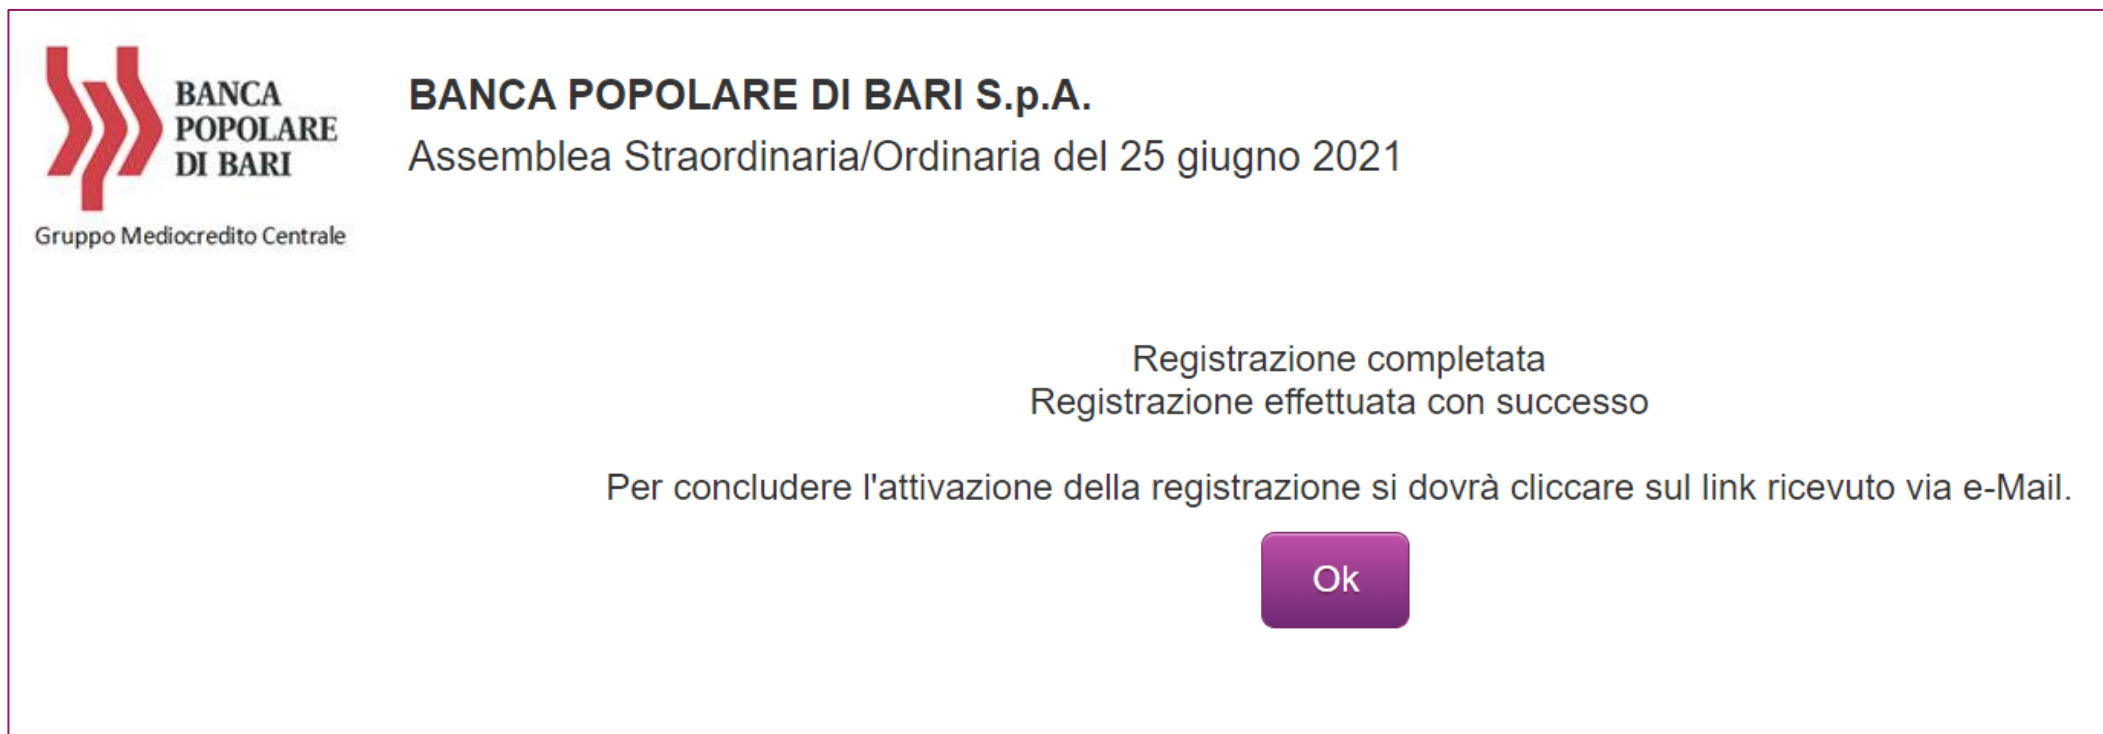 BANCA
POPOLARE
DI BARI
Gruppo Mediocredito Centrale
BANCA POPOLARE DI BARI S.p.A.
Assemblea Straordinaria/Ordinaria del 25 giugno 2021
Registrazione completata
Registrazione effettuata con successo
Per concludere l'attivazione della registrazione si dovrà cliccare sul link ricevuto via e-Mail.
Ok